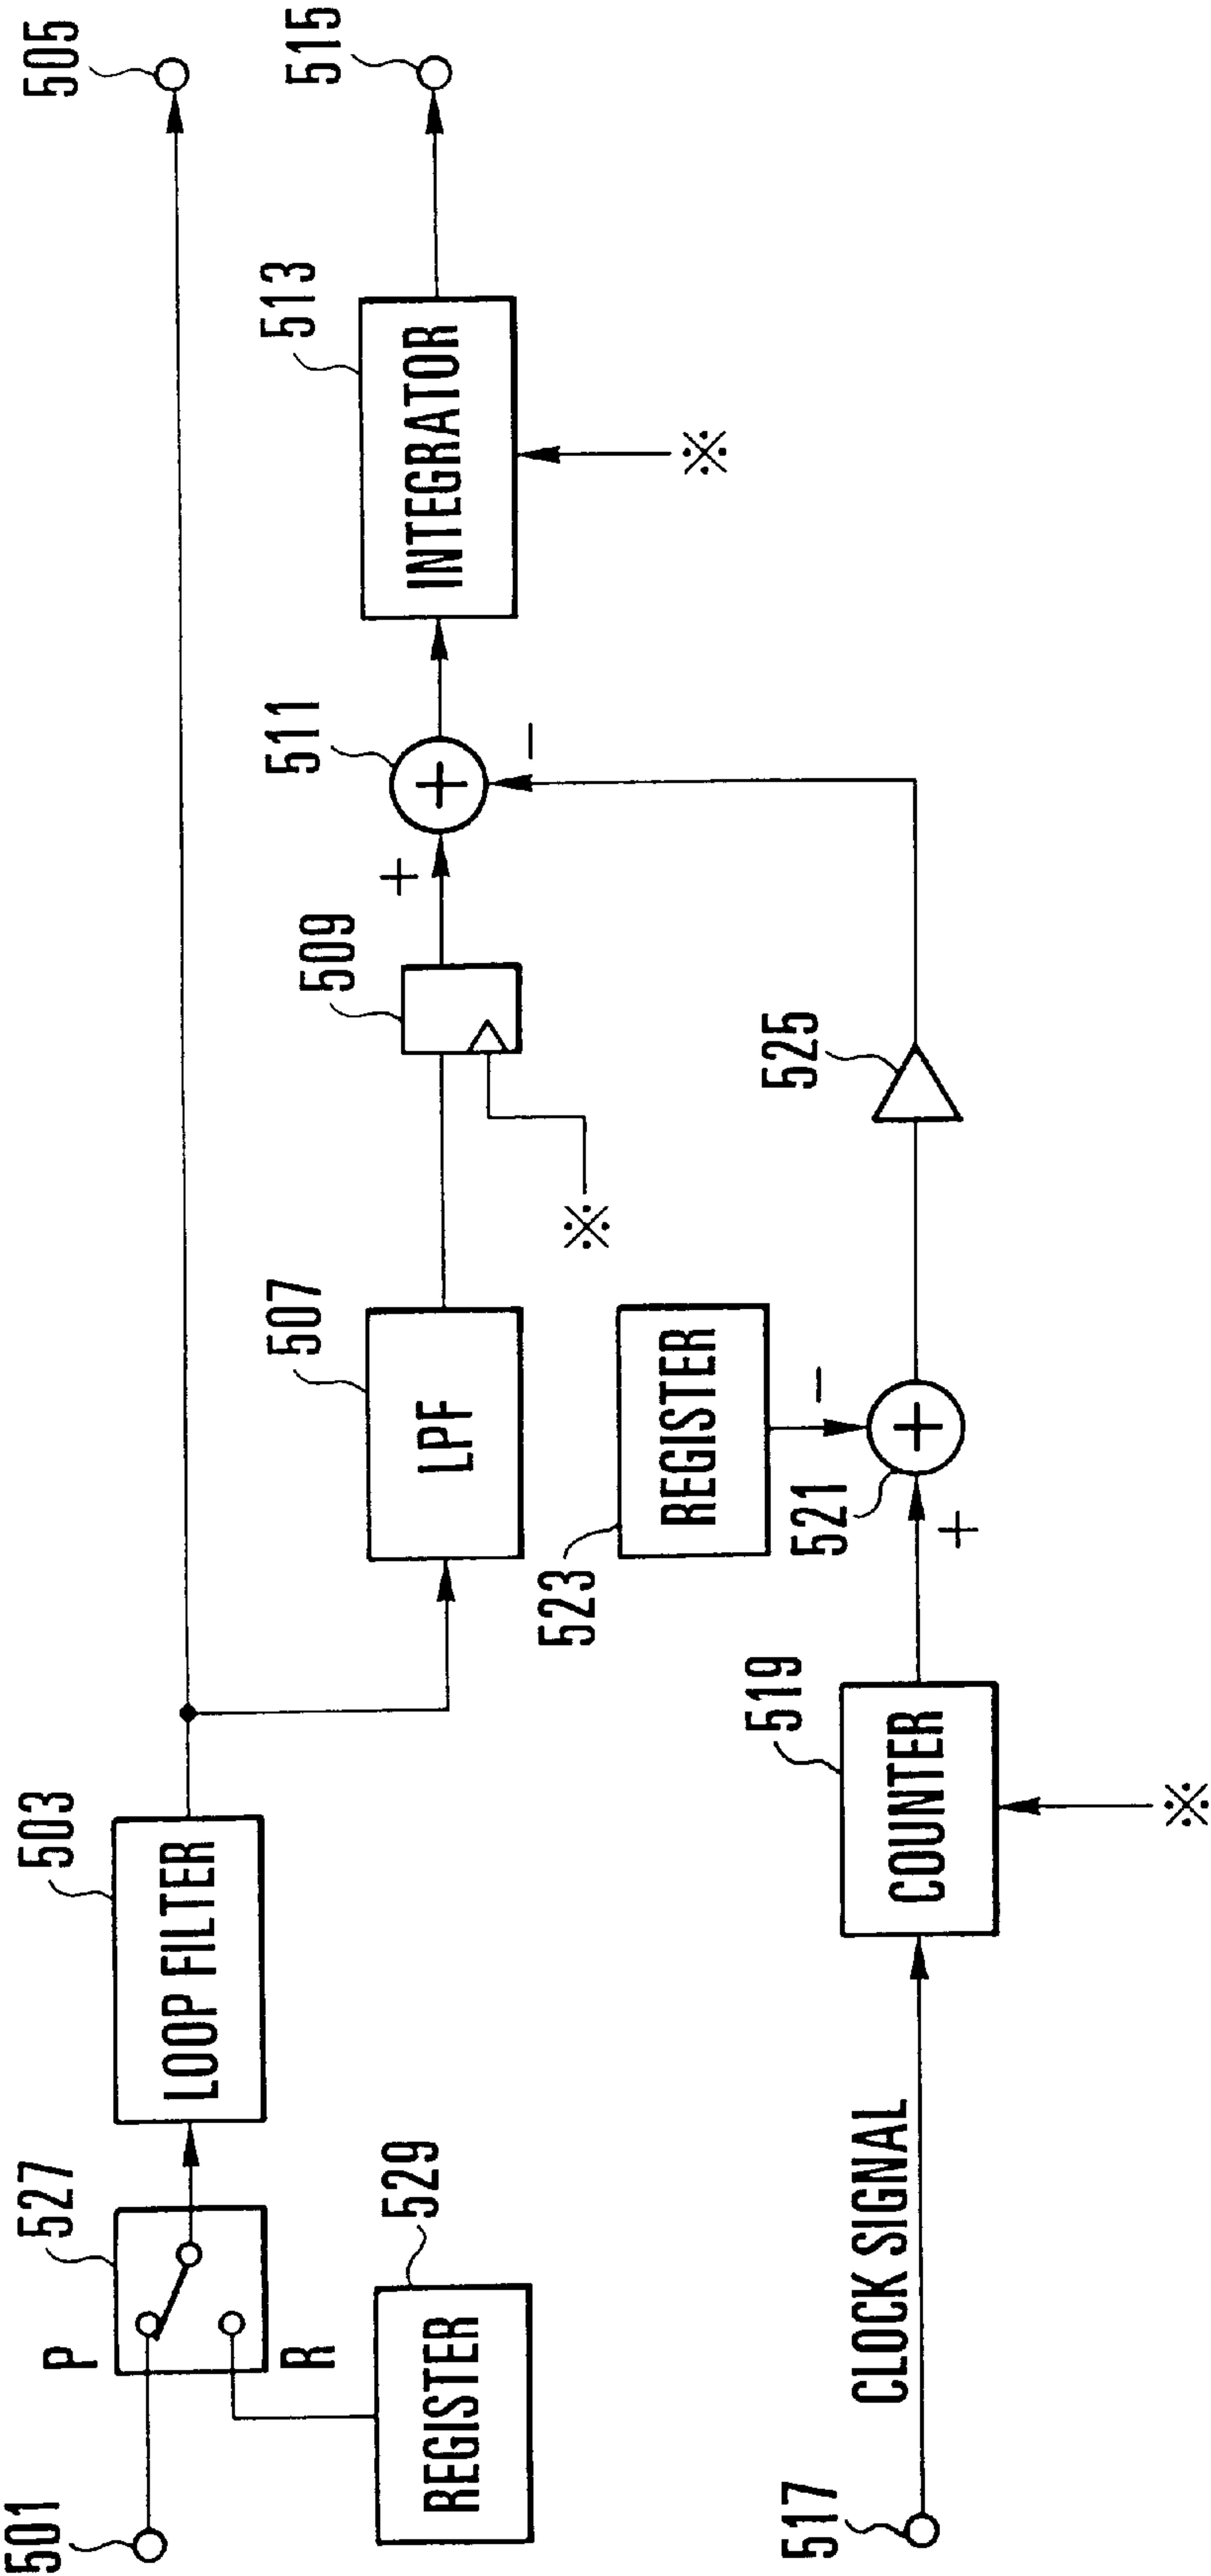 501
P
527
R
529
REGISTER
503
LOOP FILTER
505
507
LPF
509
※
+
511
−
513
INTEGRATOR
※
515
523
REGISTER
−
521
+
525
517
CLOCK SIGNAL
519
COUNTER
※